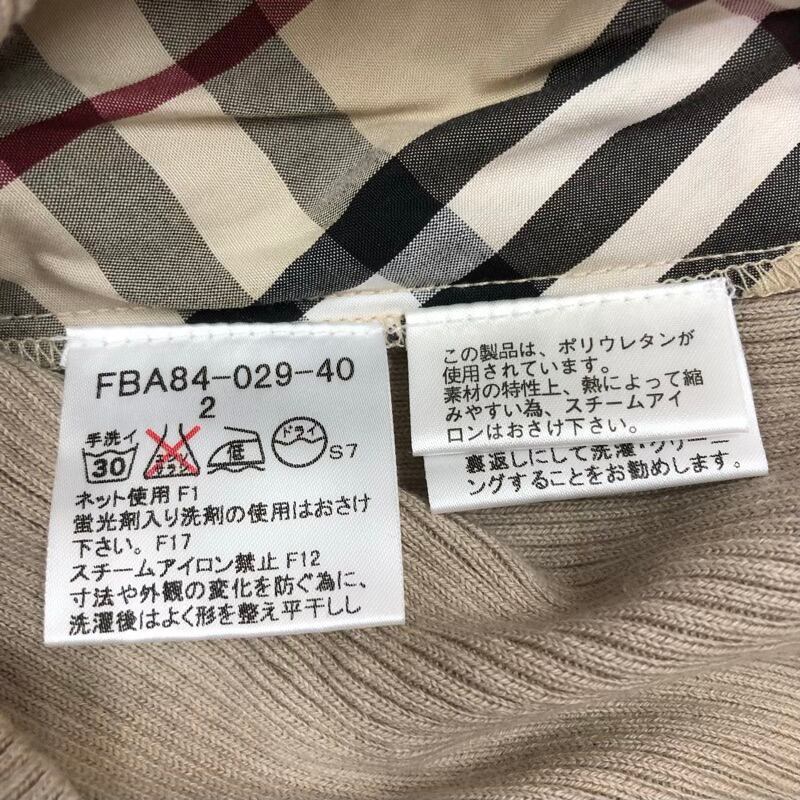 FBA84-029-40
2
手洗イ
30
エンソ
サラシ
低
ドライ
S7
ネット使用 F1
蛍光剤入り洗剤の使用はおさけ
下さい。F17
スチームアイロン禁止 F12
寸法や外観の変化を防ぐ為に、
洗濯後はよく形を整え平干しし
この製品は、ポリウレタンが
使用されています。
素材の特性上、熱によって縮
みやすい為、スチームアイ
ロンはおさけ下さい。
裏返しにして洗濯・クリーニ
ングすることをお勧めします。